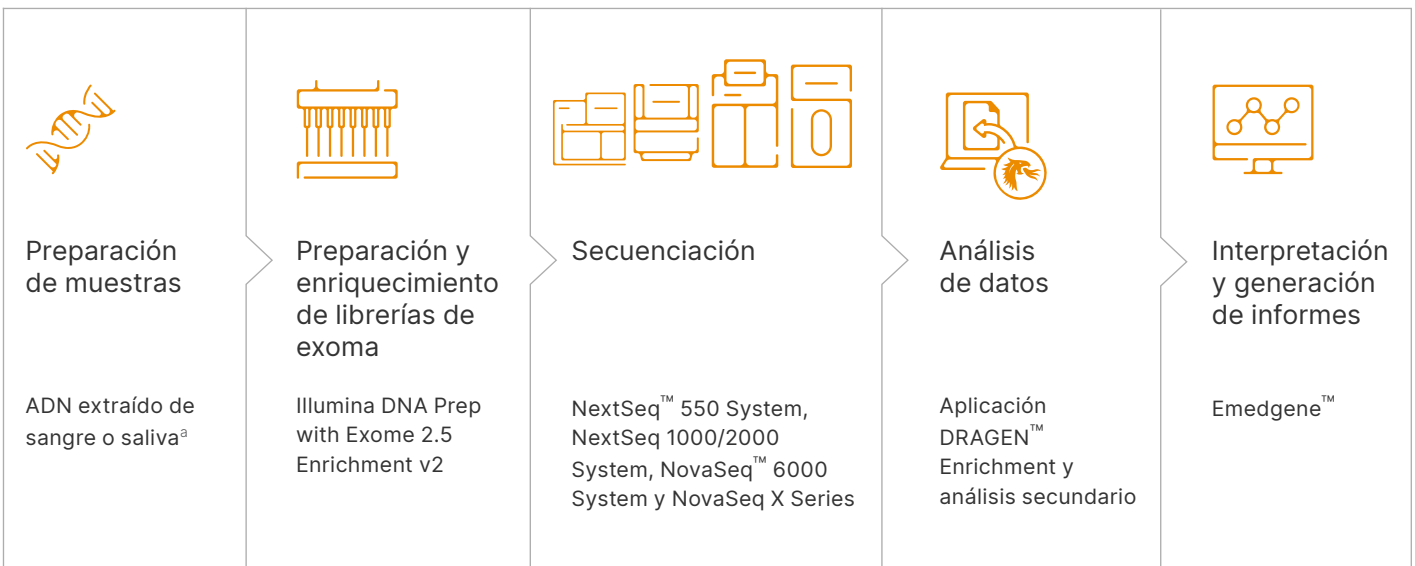 Preparación
de muestras
ADN extraído de
sangre o salivaᵃ
Preparación y
enriquecimiento
de librerías de
exoma
Illumina DNA Prep
with Exome 2.5
Enrichment v2
Secuenciación
NextSeq™ 550 System,
NextSeq 1000/2000
System, NovaSeq™ 6000
System y NovaSeq X Series
Análisis
de datos
Aplicación
DRAGEN™
Enrichment y
análisis secundario
Interpretación
y generación
de informes
Emedgene™